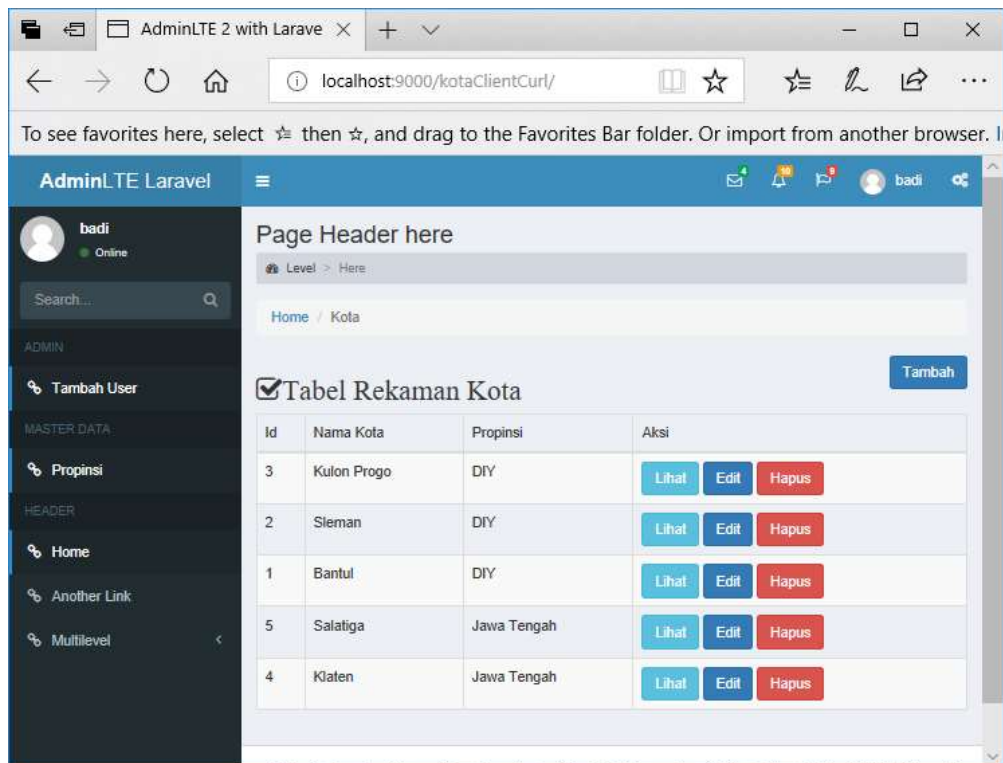 AdminLTE 2 with Larave
localhost:9000/kotaClientCurl/
To see favorites here, select then , and drag to the Favorites Bar folder. Or import from another browser.
AdminLTE Laravel
4
10
9
badi
badi
Online
Search...
ADMIN
Tambah User
MASTER DATA
Propinsi
HEADER
Home
Another Link
Multilevel
Page Header here
Level > Here
Home / Kota
Tambah
Tabel Rekaman Kota
Id Nama Kota Propinsi Aksi
3 Kulon Progo DIY Lihat Edit Hapus
2 Sleman DIY Lihat Edit Hapus
1 Bantul DIY Lihat Edit Hapus
5 Salatiga Jawa Tengah Lihat Edit Hapus
4 Klaten Jawa Tengah Lihat Edit Hapus